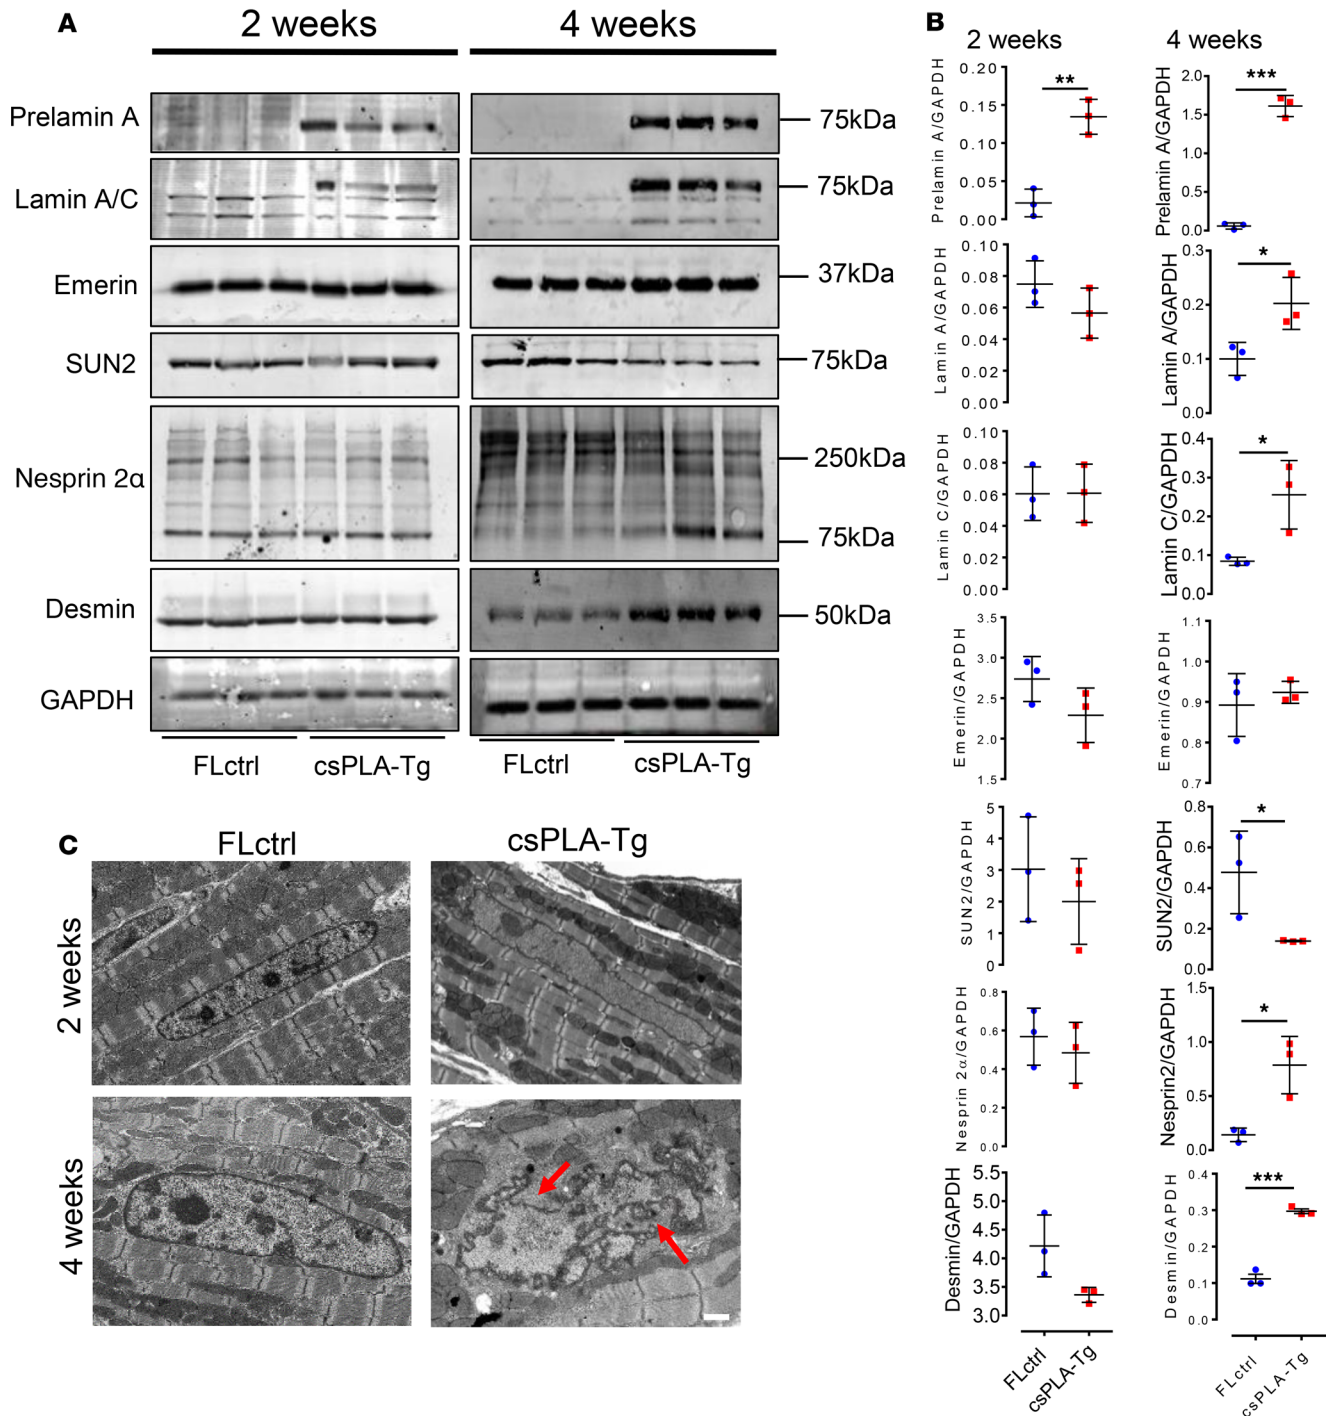 A
2 weeks
4 weeks
Prelamin A
75kDa
Lamin A/C
75kDa
Emerin
37kDa
SUN2
75kDa
Nesprin 2α
250kDa
75kDa
Desmin
50kDa
GAPDH
FLctrl
csPLA-Tg
FLctrl
csPLA-Tg
B
2 weeks
4 weeks
Prelamin A/GAPDH
0.20
0.15
0.10
0.05
0.00
**
Prelamin A/GAPDH
2.0
1.5
1.0
0.5
0.0
***
Lamin A/GAPDH
0.10
0.08
0.06
0.04
0.02
0.00
Lamin A/GAPDH
0.3
0.2
0.1
0.0
*
Lamin C/GAPDH
0.10
0.08
0.06
0.04
0.02
0.00
Lamin C/GAPDH
0.4
0.3
0.2
0.1
0.0
*
Emerin/GAPDH
3.5
3.0
2.5
2.0
1.5
Emerin/GAPDH
1.1
1.0
0.9
0.8
0.7
SUN2/GAPDH
5
4
3
2
1
0
SUN2/GAPDH
0.8
0.6
0.4
0.2
0.0
*
Nesprin 2α/GAPDH
0.8
0.6
0.4
0.2
0.0
Nesprin2/GAPDH
1.5
1.0
0.5
0.0
*
Desmin/GAPDH
5.5
5.0
4.5
4.0
3.5
3.0
Desmin/GAPDH
0.4
0.3
0.2
0.1
0.0
***
FLctrl
csPLA-Tg
FLctrl
csPLA-Tg
C
FLctrl
csPLA-Tg
2 weeks
4 weeks